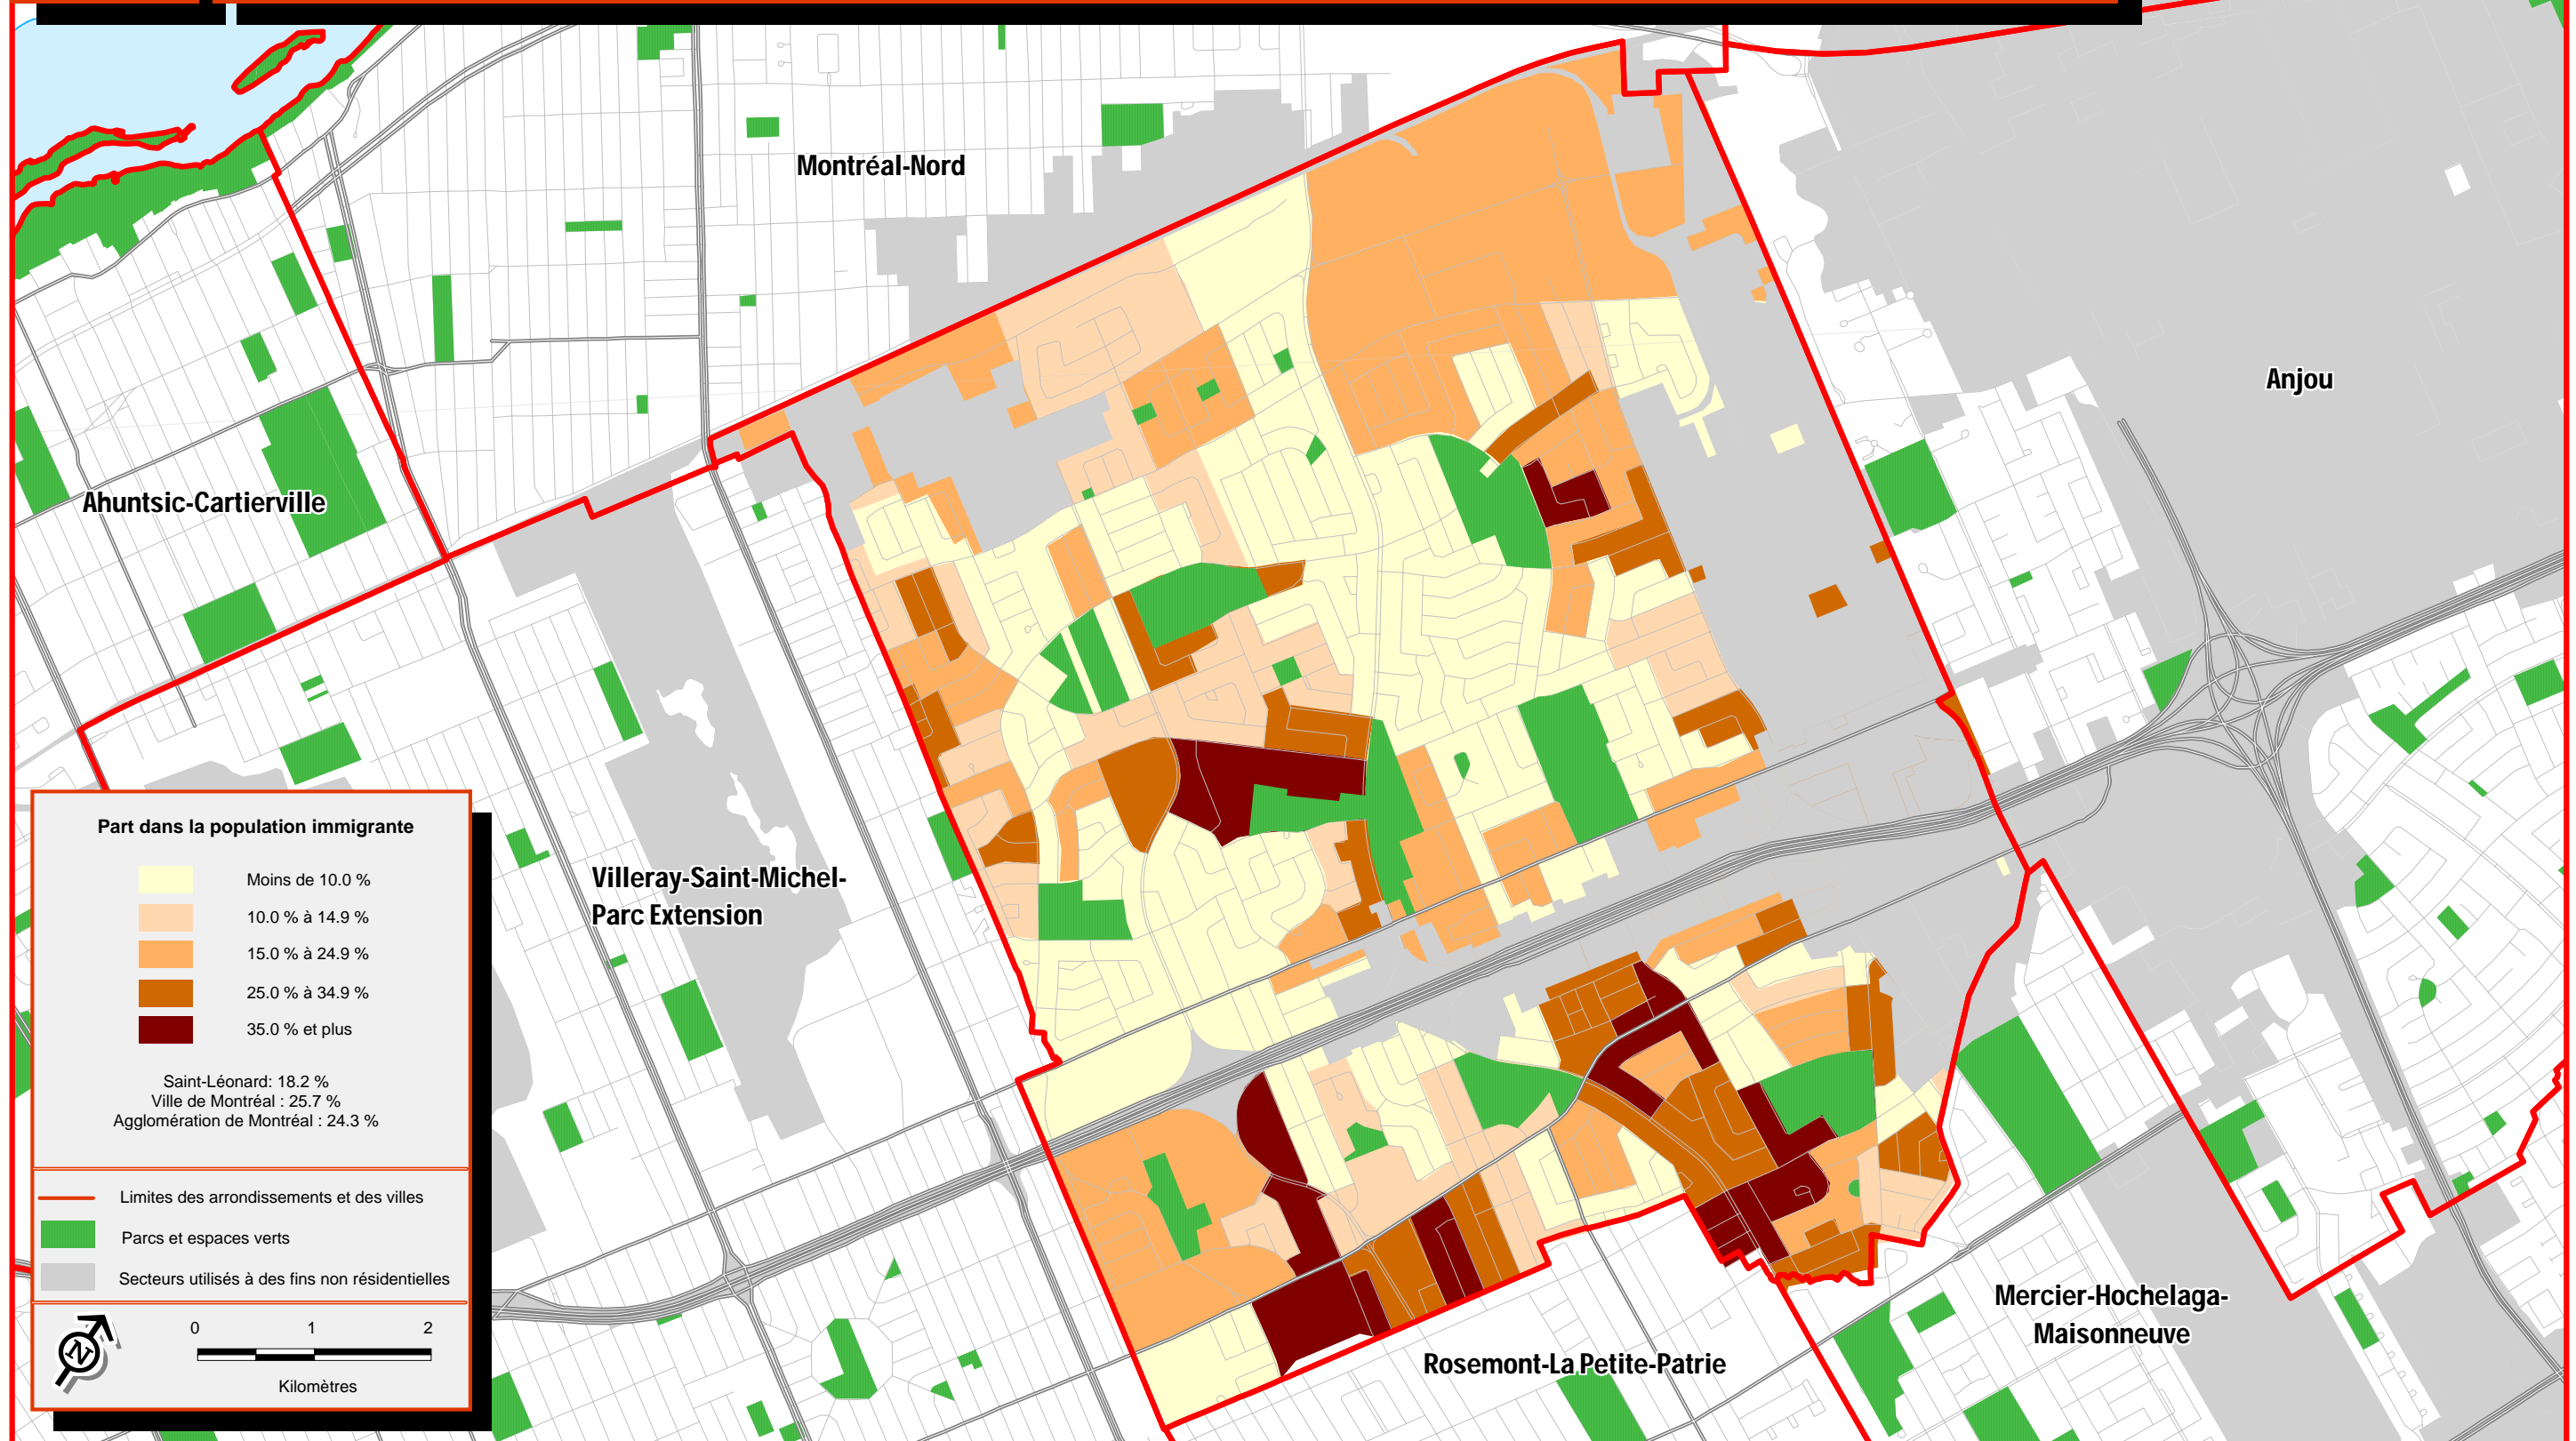 Montréal-Nord
Anjou
Ahuntsic-Cartierville
Villeray-Saint-Michel-
Parc Extension
Mercier-Hochelaga-
Maisonneuve
Rosemont-La Petite-Patrie
Part dans la population immigrante
Moins de 10.0 %
10.0 % à 14.9 %
15.0 % à 24.9 %
25.0 % à 34.9 %
35.0 % et plus
Saint-Léonard: 18.2 %
Ville de Montréal : 25.7 %
Agglomération de Montréal : 24.3 %
Limites des arrondissements et des villes
Parcs et espaces verts
Secteurs utilisés à des fins non résidentielles
N
0 1 2
Kilomètres